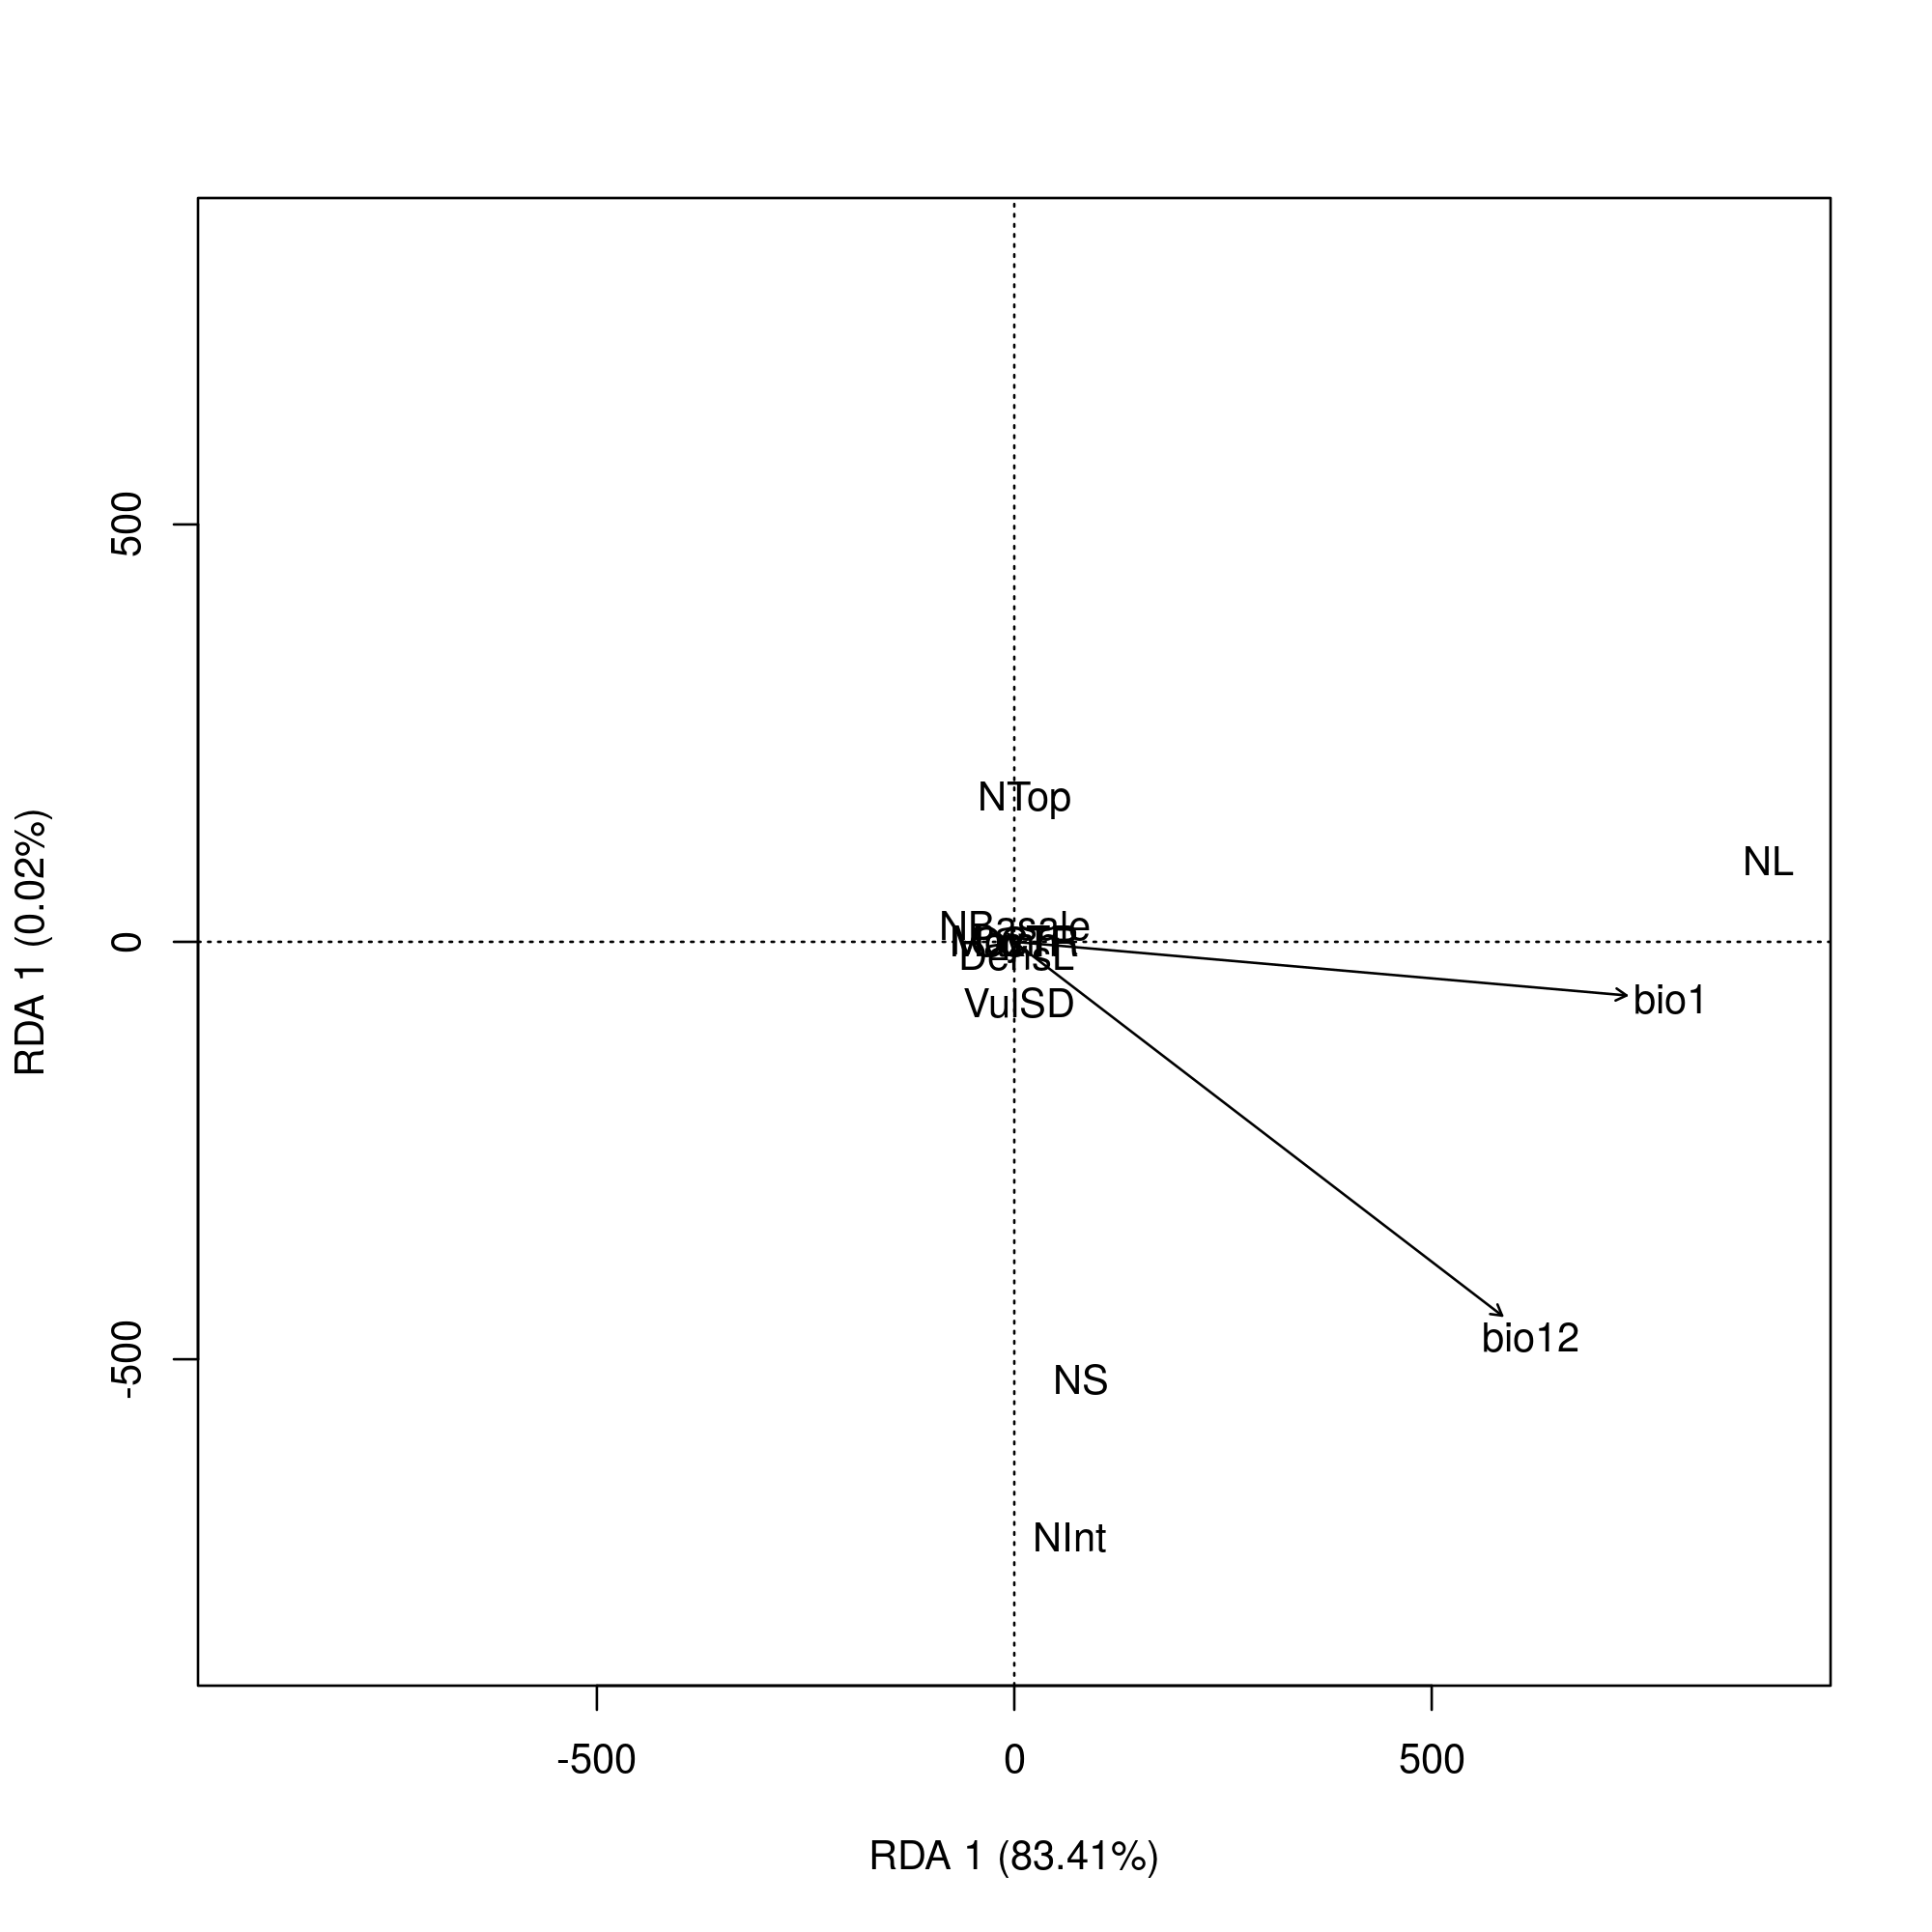 500
0
-500
RDA 1 (0.02%)
NTop
NL
NBasale
DensL
VulSD
bio1
bio12
NS
NInt
-500
0
500
RDA 1 (83.41%)